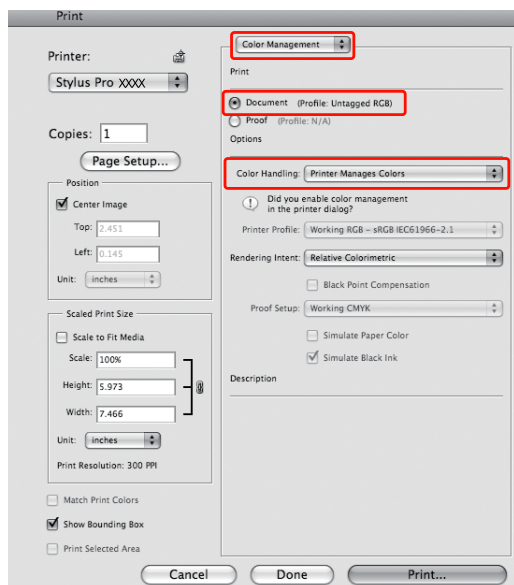 Print
Printer:
Stylus Pro XXXX
Copies: 1
Page Setup...
Position
Center Image
Top: 2.451
Left: 0.145
Unit: inches
Scaled Print Size
Scale to Fit Media
Scale: 100%
Height: 5.973
Width: 7.466
Unit: inches
Print Resolution: 300 PPI
Match Print Colors
Show Bounding Box
Print Selected Area
Color Management
Print
Document (Profile: Untagged RGB)
Proof (Profile: N/A)
Options
Color Handling: Printer Manages Colors
Did you enable color management
in the printer dialog?
Printer Profile: Working RGB - sRGB IEC61966-2.1
Rendering Intent: Relative Colorimetric
Black Point Compensation
Proof Setup: Working CMYK
Simulate Paper Color
Simulate Black Ink
Description
Cancel
Done
Print...